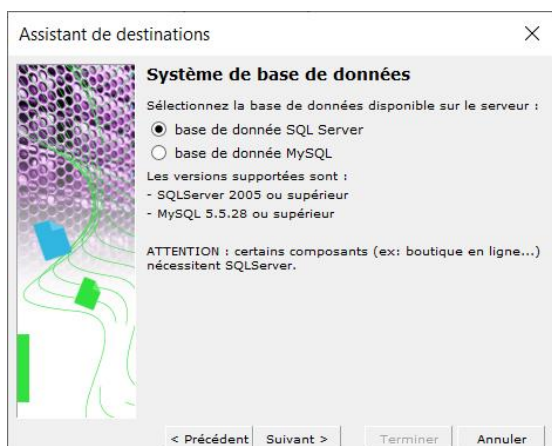 Assistant de destinations
Système de base de données
Sélectionnez la base de données disponible sur le serveur :
base de donnée SQL Server
base de donnée MySQL
Les versions supportées sont :
- SQLServer 2005 ou supérieur
- MySQL 5.5.28 ou supérieur
ATTENTION : certains composants (ex: boutique en ligne...)
nécessitent SQLServer.
< Précédent Suivant > Terminer Annuler